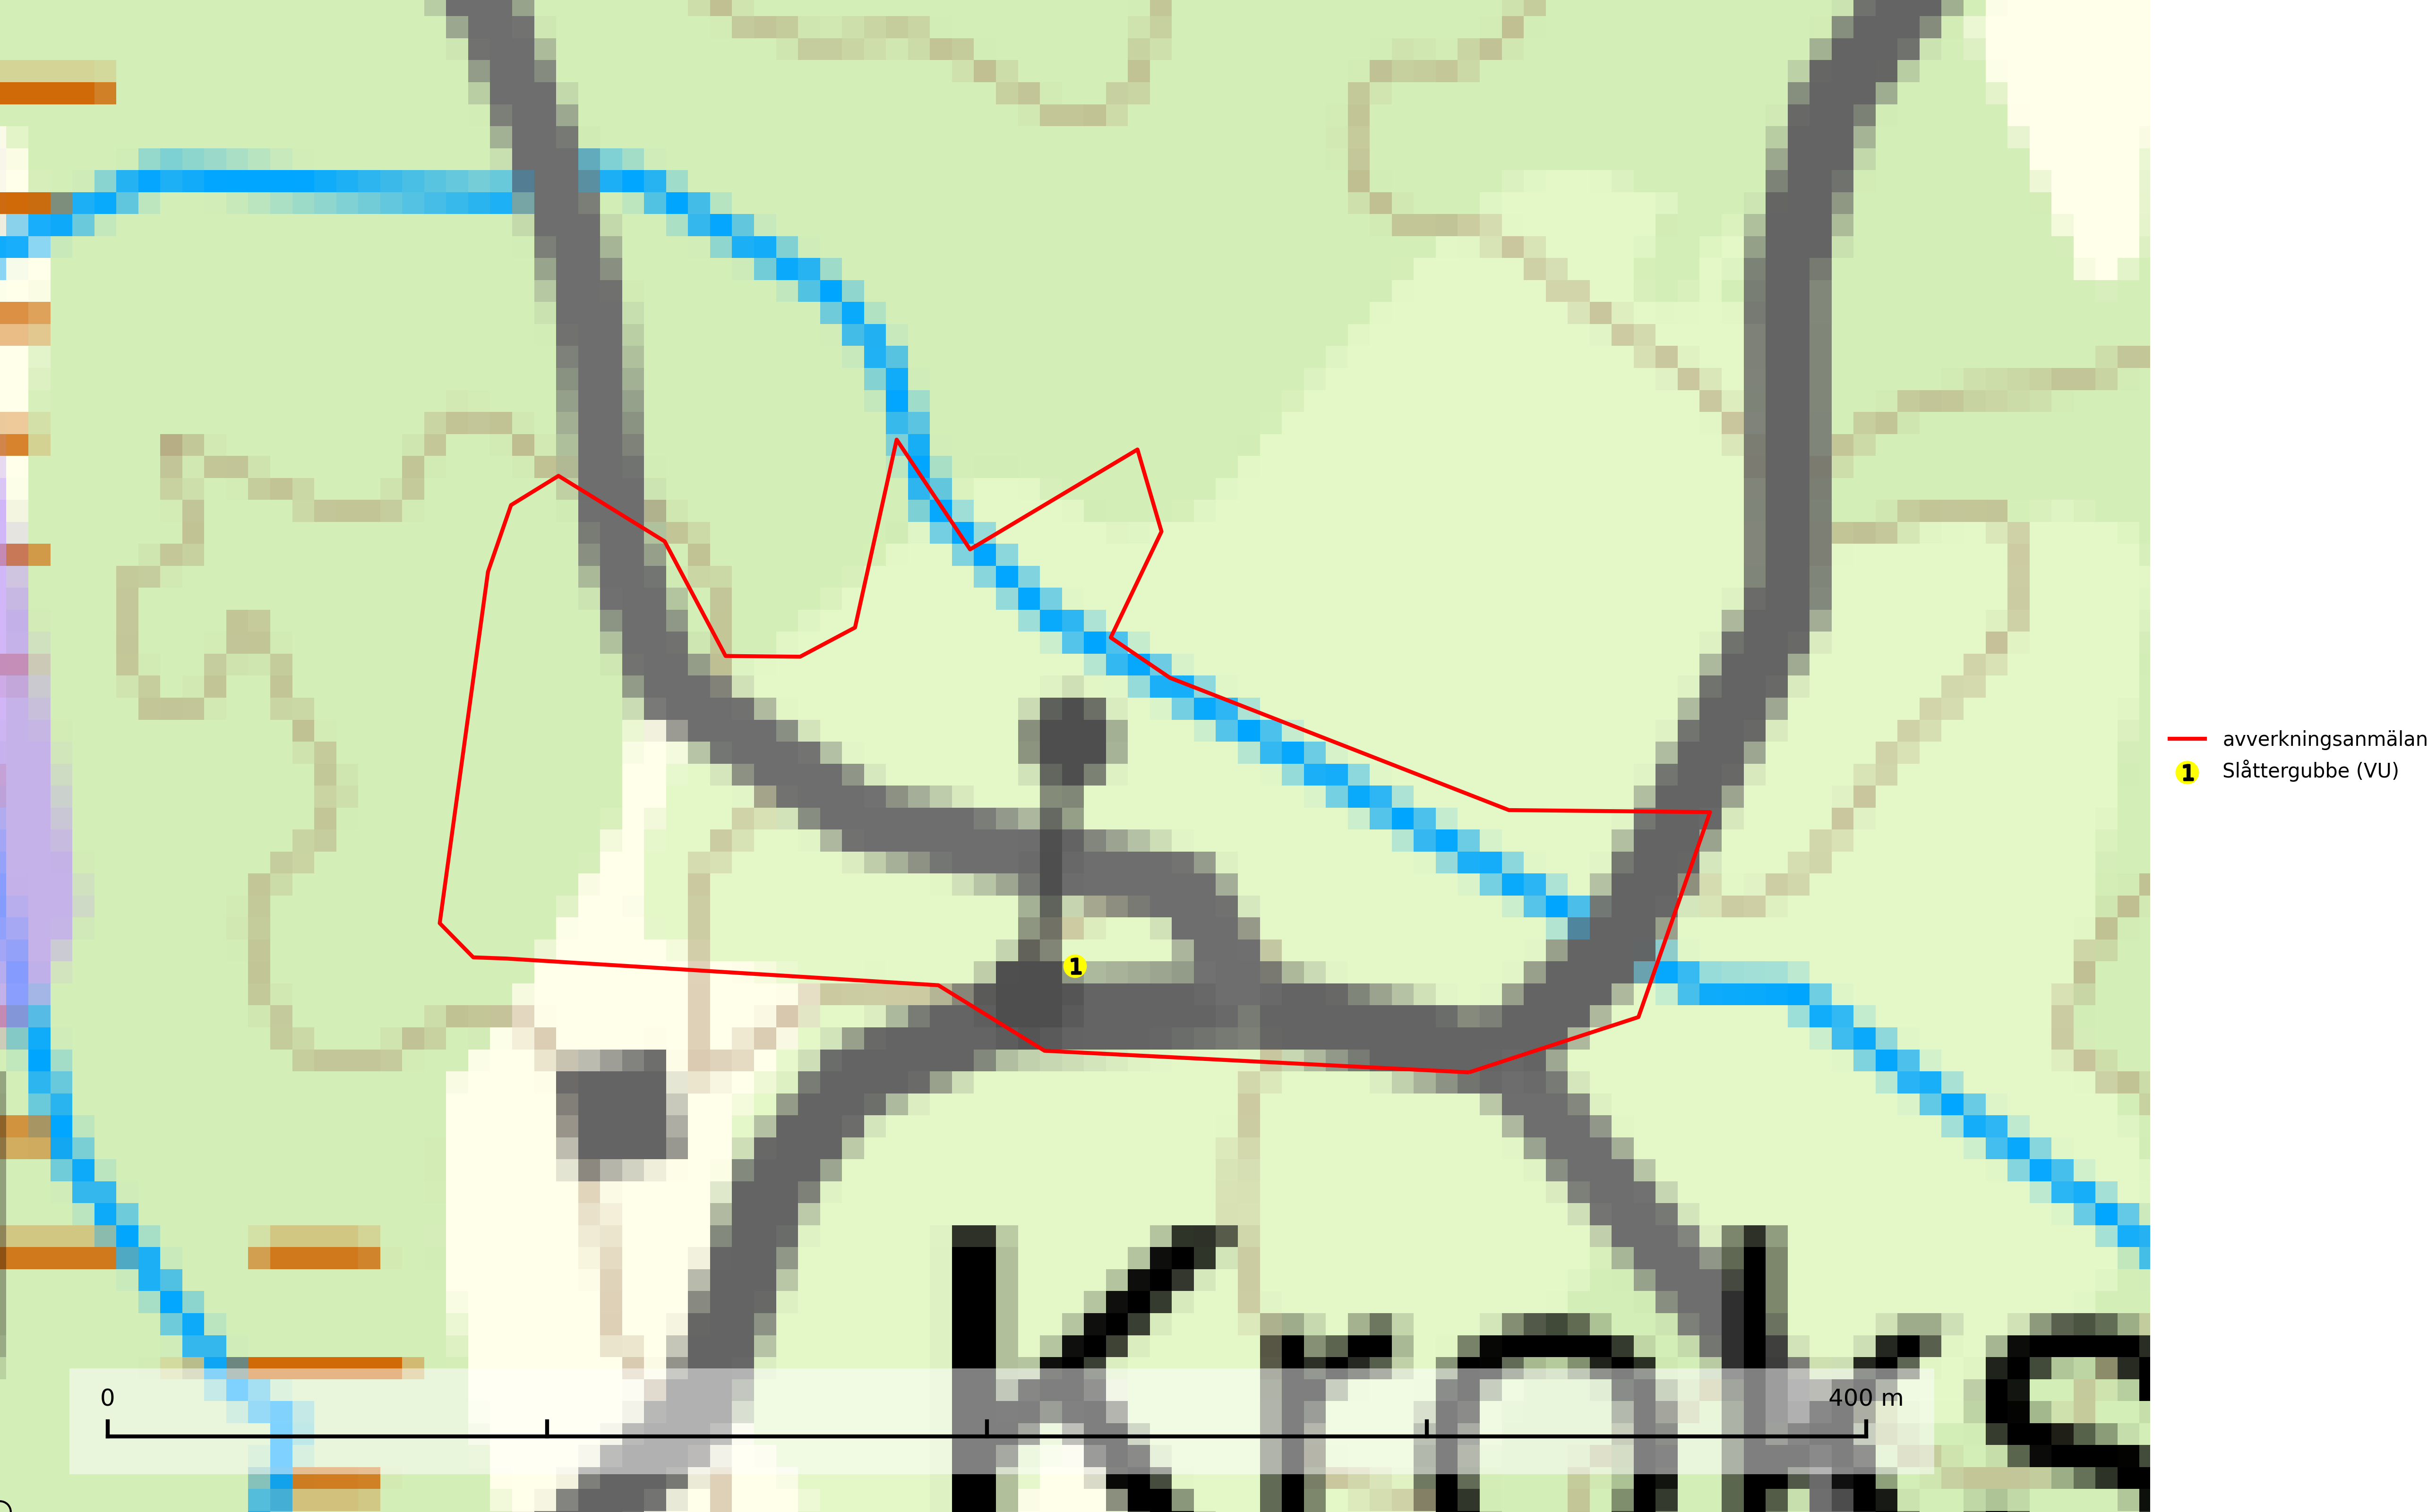 avverkningsanmälan
1 Slåttergubbe (VU)
1
0 400 m